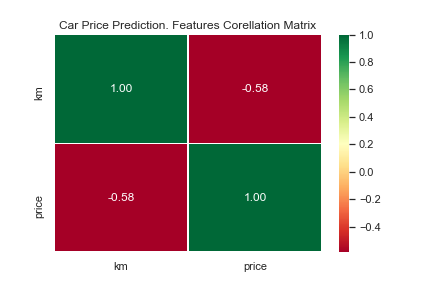 Car Price Prediction. Features Corellation Matrix
km
1.00
-0.58
price
-0.58
1.00
km
price
1.0
0.8
0.6
0.4
0.2
0.0
−0.2
−0.4